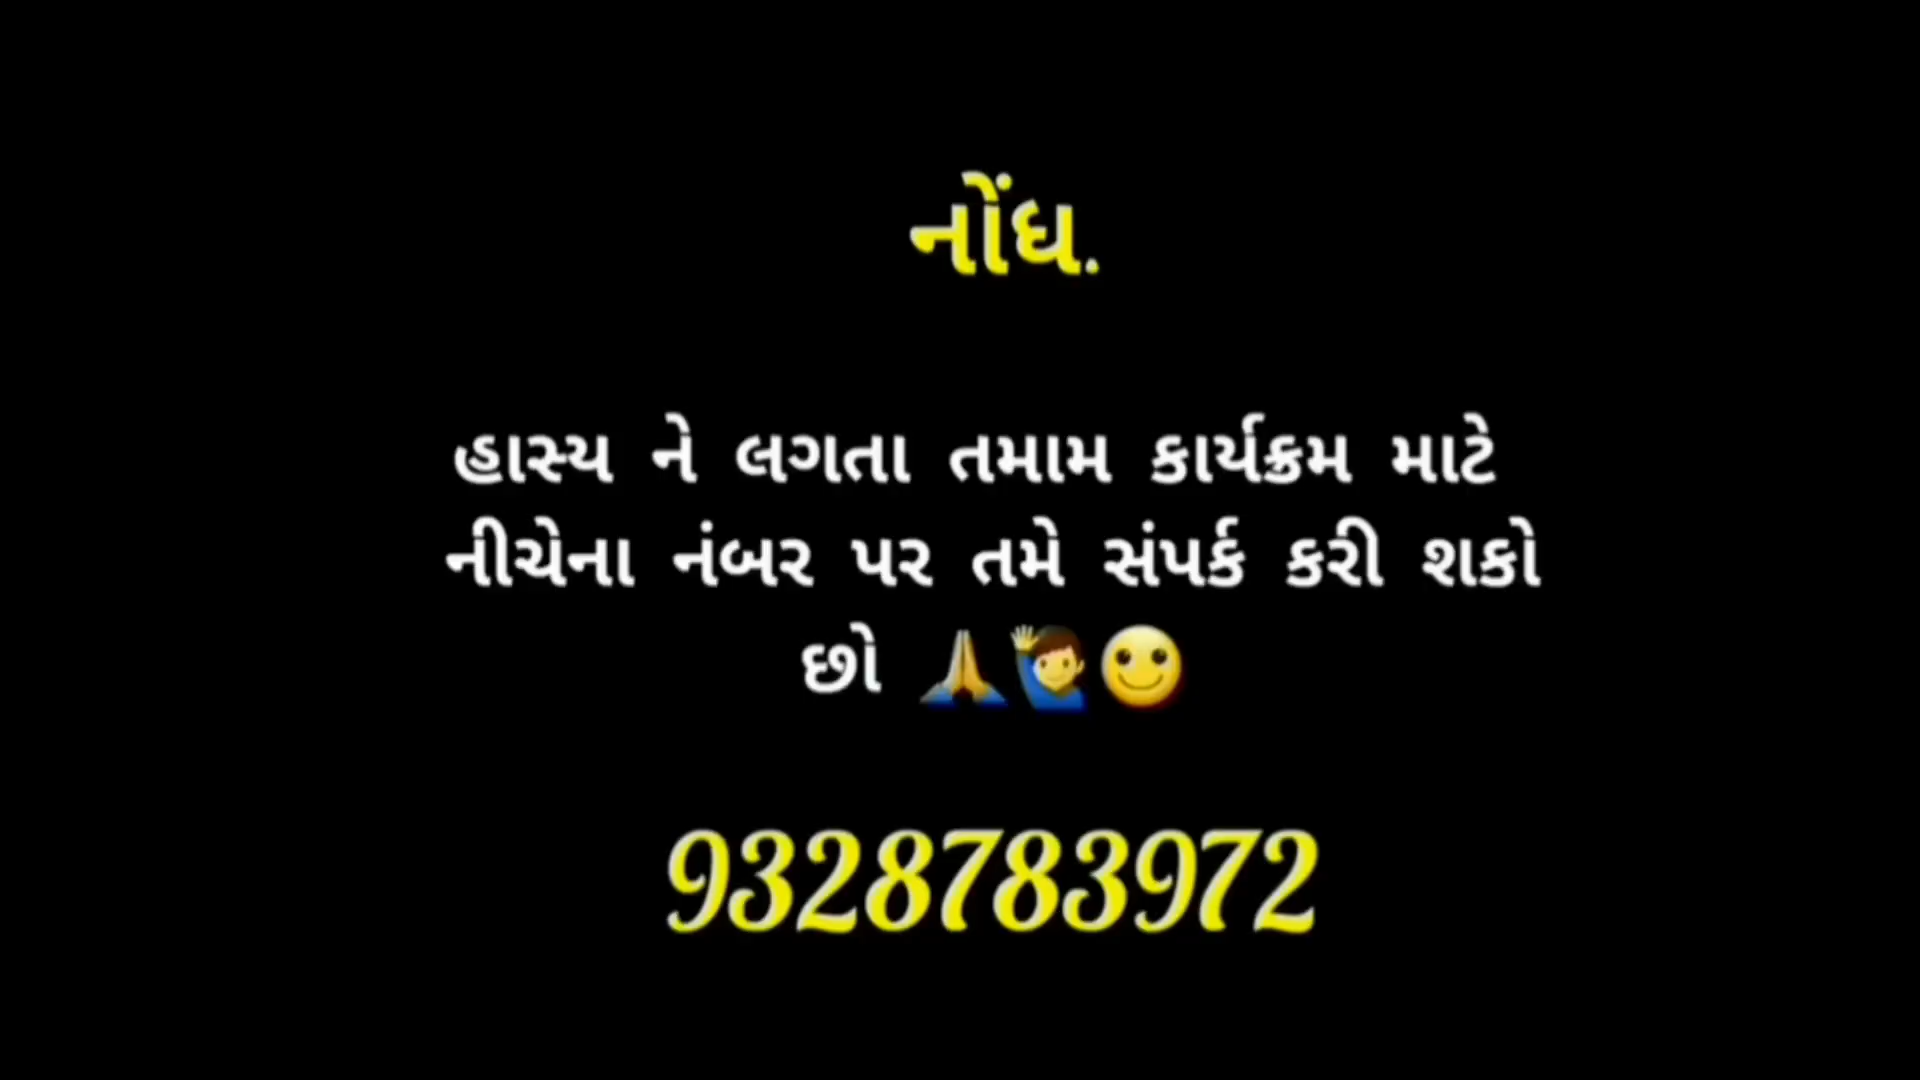 નોંધ.
હાસ્ય ને લગતા તમામ કાર્યક્રમ માટે
નીચેના નંબર પર તમે સંપર્ક કરી શકો
છો 🙏🙋‍♂️🙂
9328783972